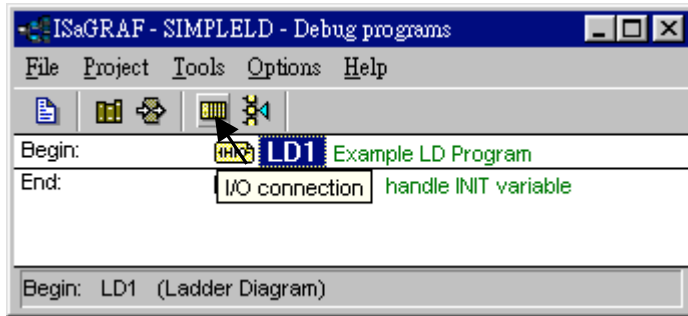 ISaGRAF - SIMPLELD - Debug programs
File Project Tools Options Help
Begin: LD1 Example LD Program
End: handle INIT variable
I/O connection
Begin: LD1 (Ladder Diagram)